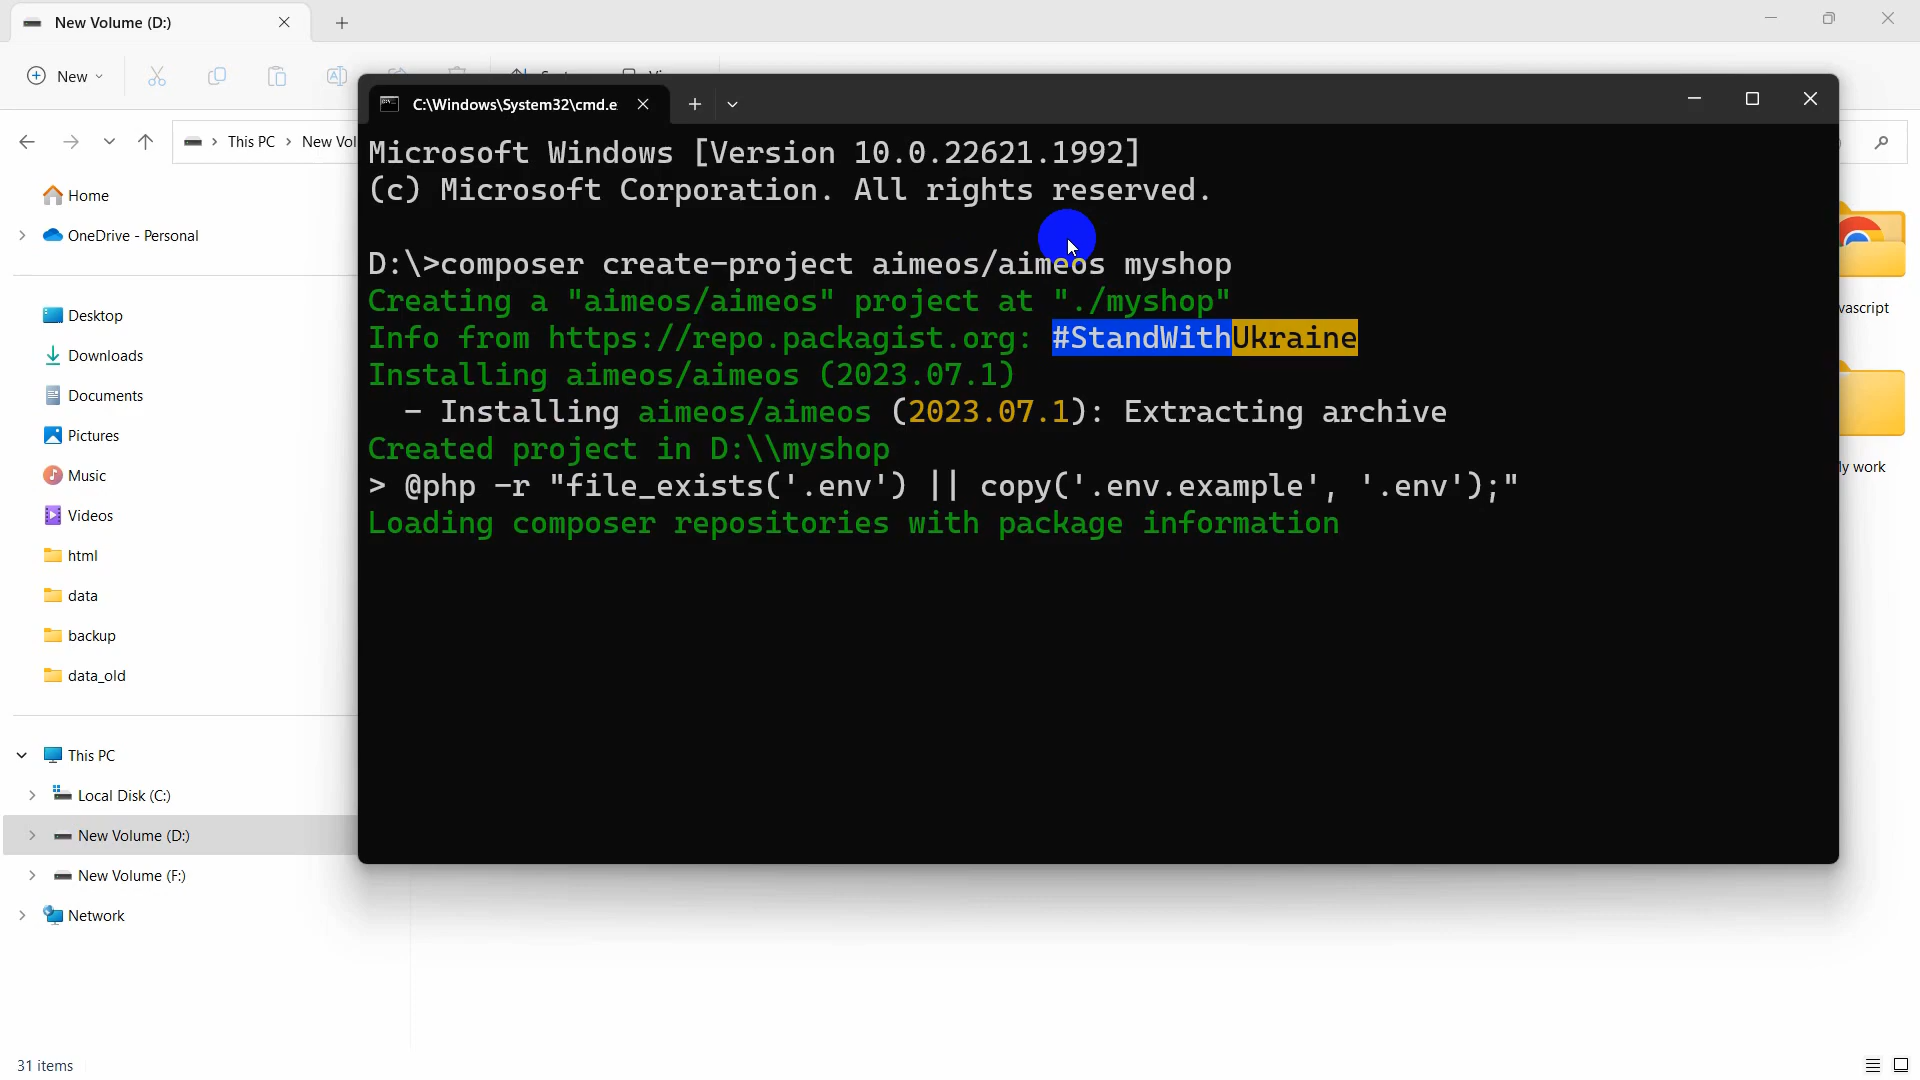 New Volume (D:)
New
C:\Windows\System32\cmd.e
This PC
New Vol
Microsoft Windows [Version 10.0.22621.1992]
(c) Microsoft Corporation. All rights reserved.
D:\>composer create-project aimeos/aimeos myshop
Creating a "aimeos/aimeos" project at "./myshop"
Info from https://repo.packagist.org: #StandWithUkraine
Installing aimeos/aimeos (2023.07.1)
- Installing aimeos/aimeos (2023.07.1): Extracting archive
Created project in D:\\myshop
> @php -r "file_exists('.env') || copy('.env.example', '.env');"
Loading composer repositories with package information
Home
OneDrive - Personal
Desktop
Downloads
Documents
Pictures
Music
Videos
html
data
backup
data_old
This PC
Local Disk (C:)
New Volume (D:)
New Volume (F:)
Network
vascript
ly work
31 items